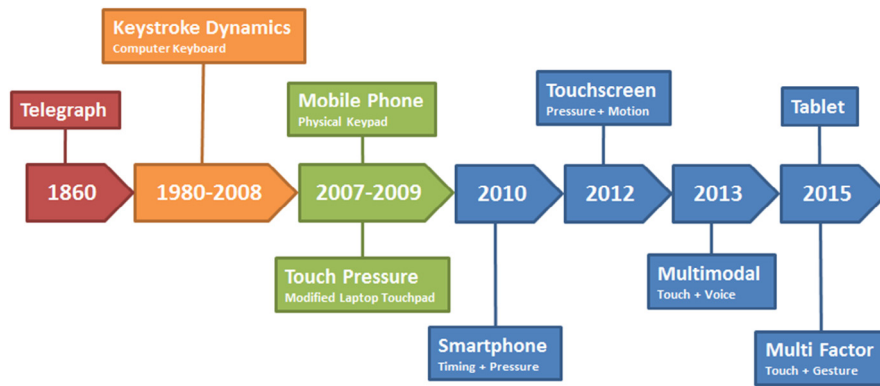 Keystroke Dynamics
Computer Keyboard
Telegraph
Mobile Phone
Physical Keypad
Touchscreen
Pressure + Motion
Tablet
1860
1980-2008
2007-2009
2010
2012
2013
2015
Touch Pressure
Modified Laptop Touchpad
Multimodal
Touch + Voice
Smartphone
Timing + Pressure
Multi Factor
Touch + Gesture